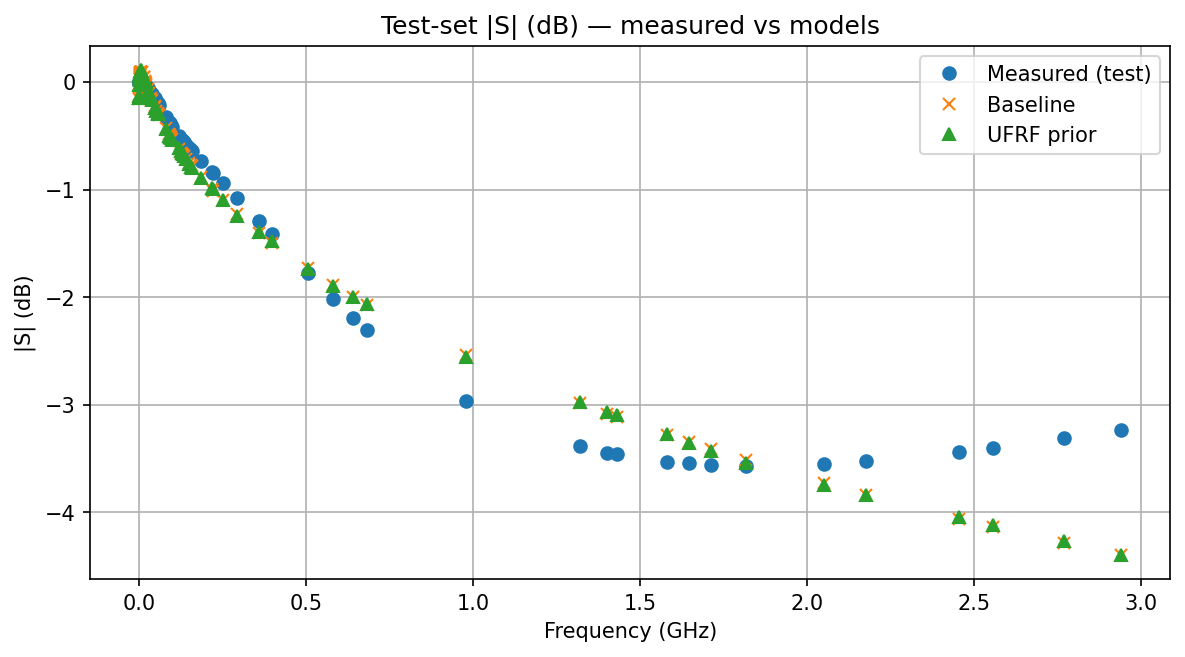 Test-set |S| (dB) — measured vs models
Measured (test)
Baseline
UFRF prior
|S| (dB)
0
−1
−2
−3
−4
0.0 0.5 1.0 1.5 2.0 2.5 3.0
Frequency (GHz)